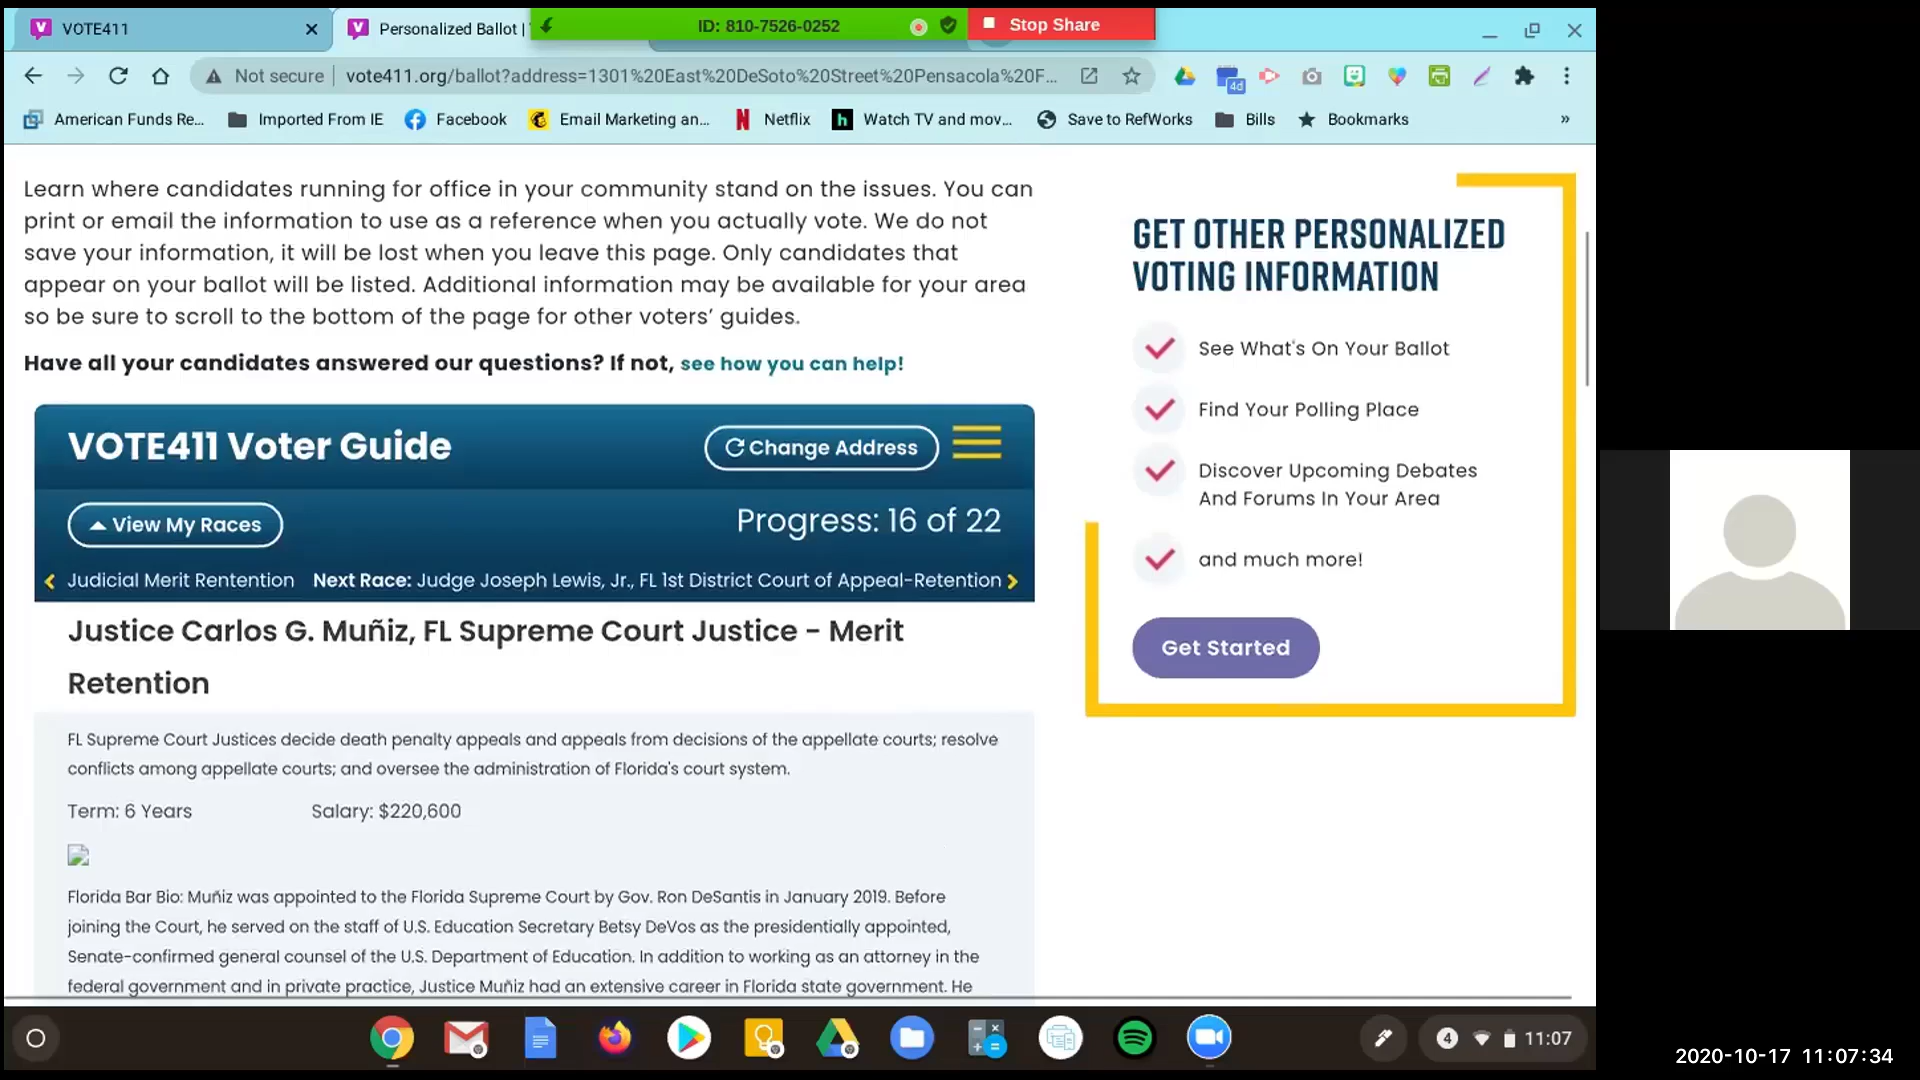 VOTE411
Personalized Ballot |
ID: 810-7526-0252
Stop Share
Not secure
vote411.org/ballot?address=1301%20East%20DeSoto%20Street%20Pensacola%20F...
4d
American Funds Re...
Imported From IE
Facebook
Email Marketing an...
Netflix
h
Watch TV and mov...
Save to RefWorks
Bills
Bookmarks
»
Learn where candidates running for office in your community stand on the issues. You can
print or email the information to use as a reference when you actually vote. We do not
save your information, it will be lost when you leave this page. Only candidates that
appear on your ballot will be listed. Additional information may be available for your area
so be sure to scroll to the bottom of the page for other voters’ guides.
Have all your candidates answered our questions? If not, see how you can help!
VOTE411 Voter Guide
Change Address
View My Races
Progress: 16 of 22
Judicial Merit Rentention
Next Race: Judge Joseph Lewis, Jr., FL 1st District Court of Appeal-Retention
Justice Carlos G. Muñiz, FL Supreme Court Justice - Merit
Retention
FL Supreme Court Justices decide death penalty appeals and appeals from decisions of the appellate courts; resolve
conflicts among appellate courts; and oversee the administration of Florida's court system.
Term: 6 Years
Salary: $220,600
Florida Bar Bio: Muñiz was appointed to the Florida Supreme Court by Gov. Ron DeSantis in January 2019. Before
joining the Court, he served on the staff of U.S. Education Secretary Betsy DeVos as the presidentially appointed,
Senate-confirmed general counsel of the U.S. Department of Education. In addition to working as an attorney in the
federal government and in private practice, Justice Muñiz had an extensive career in Florida state government. He
GET OTHER PERSONALIZED
VOTING INFORMATION
See What's On Your Ballot
Find Your Polling Place
Discover Upcoming Debates
And Forums In Your Area
and much more!
Get Started
4
11:07
2020-10-17 11:07:34